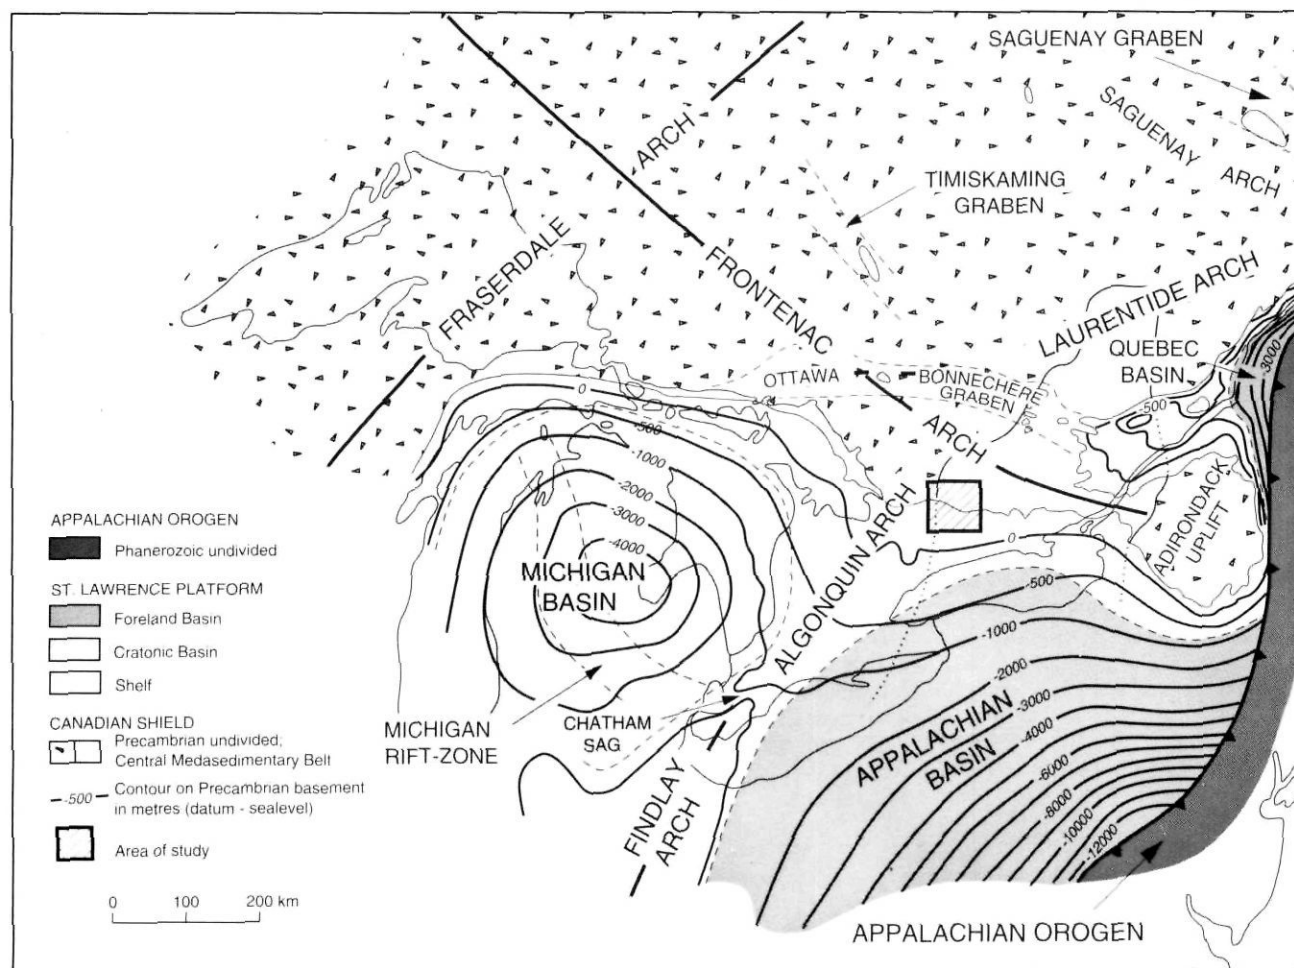 SAGUENAY GRABEN
SAGUENAY
ARCH
ARCH
TIMISKAMING
GRABEN
FRASERDALE
FRONTENAC
LAURENTIDE ARCH
QUEBEC
BASIN
3000
OTTAWA
BONNECHERE
GRABEN
ARCH
0
-500
-500
-1000
-2000
-3000
-4000
MICHIGAN
BASIN
ALGONQUIN ARCH
ADIRONDACK
UPLIFT
0
-500
-1000
-2000
-3000
-4000
-6000
-8000
-10000
-12000
APPALACHIAN
BASIN
MICHIGAN
RIFT-ZONE
CHATHAM
SAG
FINDLAY
ARCH
APPALACHIAN OROGEN
APPALACHIAN OROGEN
Phanerozoic undivided
ST. LAWRENCE PLATFORM
Foreland Basin
Cratonic Basin
Shelf
CANADIAN SHIELD
Precambrian undivided;
Central Medasedimentary Belt
-500 Contour on Precambrian basement
in metres (datum - sealevel)
Area of study
0 100 200 km